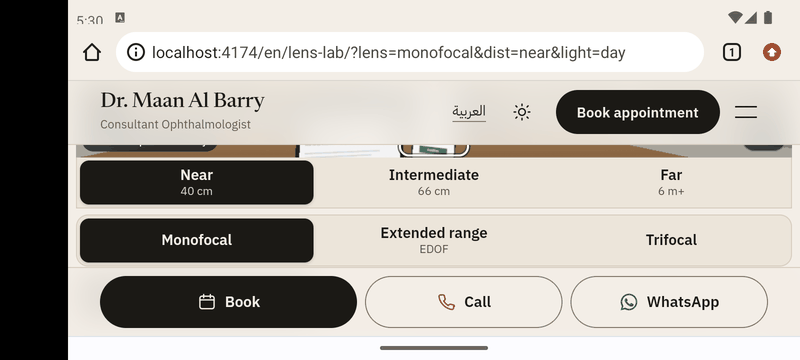 5:30
localhost:4174/en/lens-lab/?lens=monofocal&dist=near&light=day
1
Dr. Maan Al Barry
Consultant Ophthalmologist
العربية
Book appointment
Near
40 cm
Intermediate
66 cm
Far
6 m+
Monofocal
Extended range
EDOF
Trifocal
Book
Call
WhatsApp